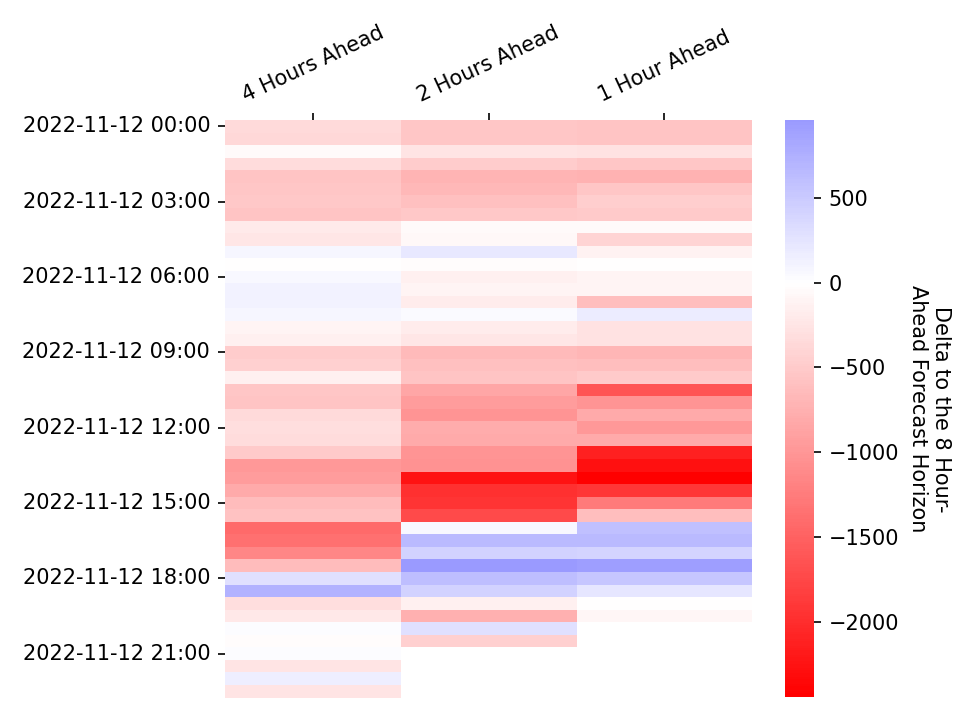 4 Hours Ahead
2 Hours Ahead
1 Hour Ahead
2022-11-12 00:00
2022-11-12 03:00
2022-11-12 06:00
2022-11-12 09:00
2022-11-12 12:00
2022-11-12 15:00
2022-11-12 18:00
2022-11-12 21:00
500
0
−500
−1000
−1500
−2000
Delta to the 8 Hour-
Ahead Forecast Horizon